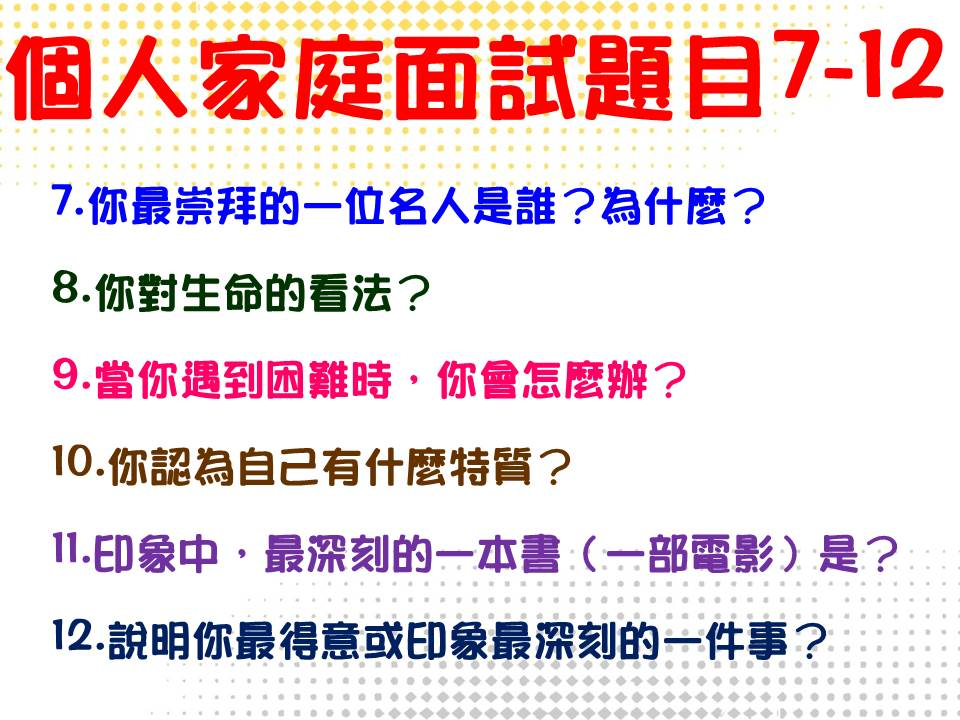 個人家庭面試題目7-12
7.你最崇拜的一位名人是誰？為什麼？
8.你對生命的看法？
9.當你遇到困難時，你會怎麼辦？
10.你認為自己有什麼特質？
11.印象中，最深刻的一本書（一部電影）是？
12.說明你最得意或印象最深刻的一件事？